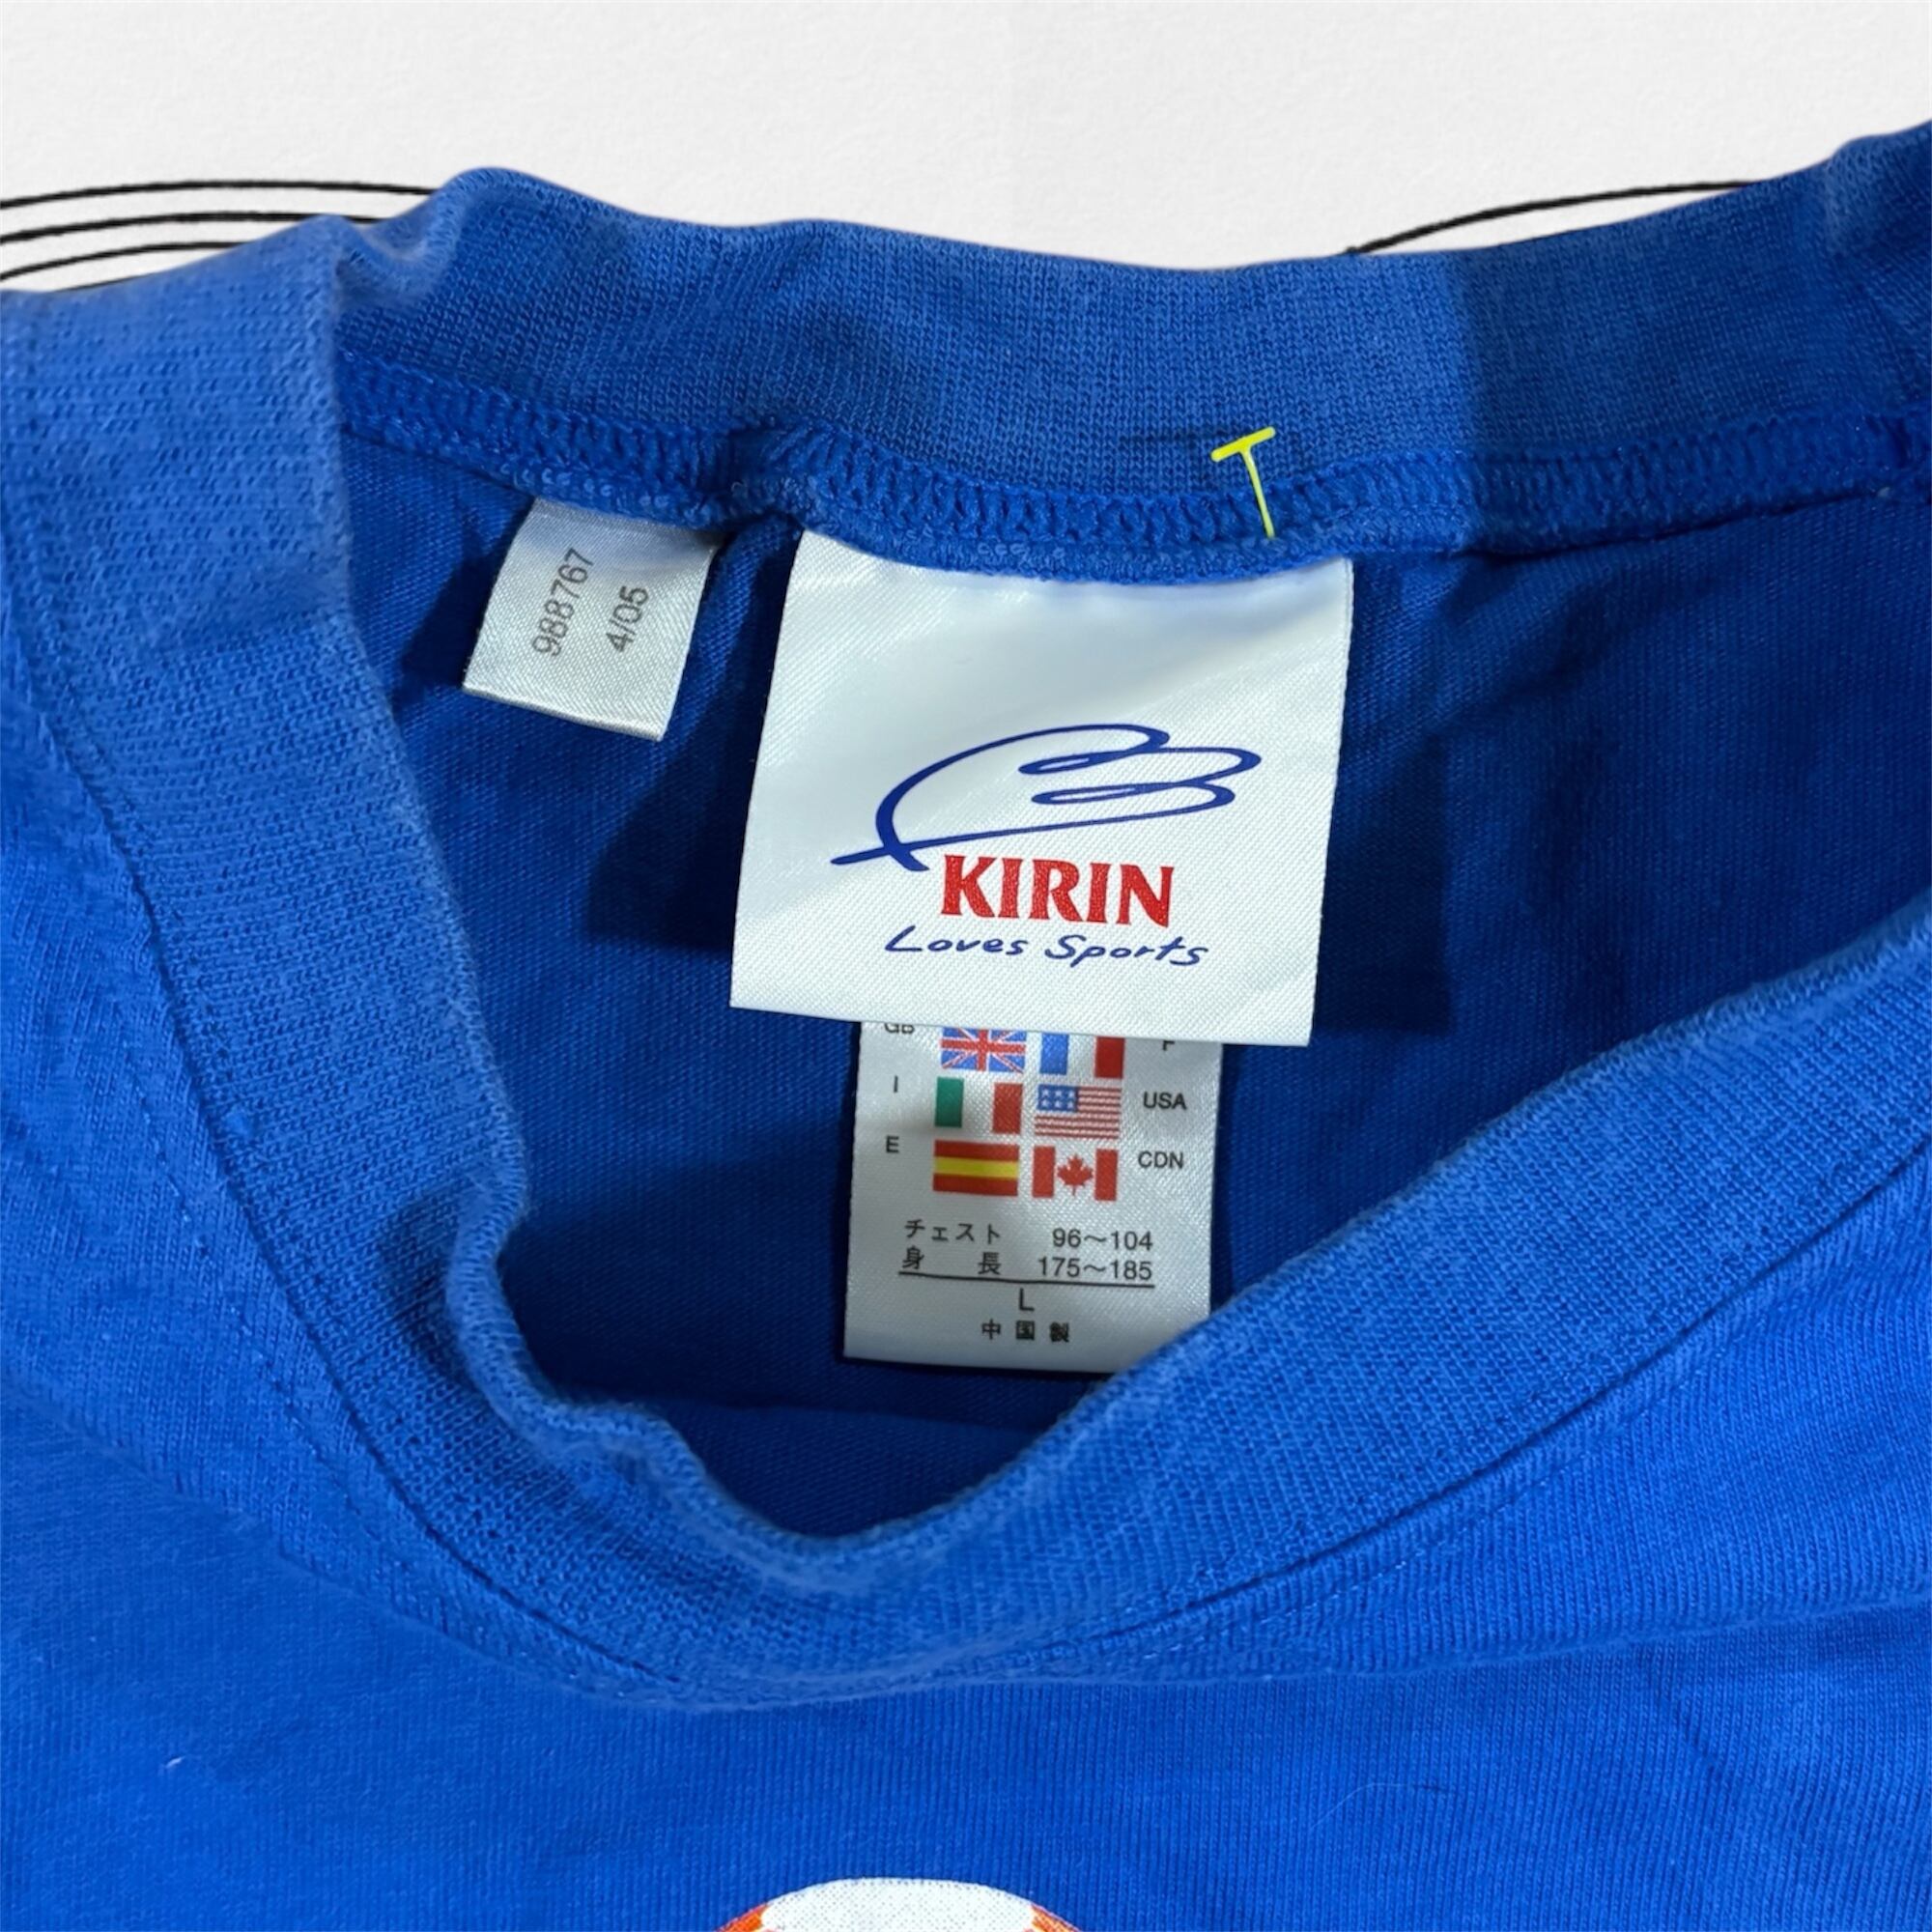 988767
4/05
KIRIN
Loves Sports
GB F
I USA
E CDN
チェスト 96～104
身長 175～185
L
中国製